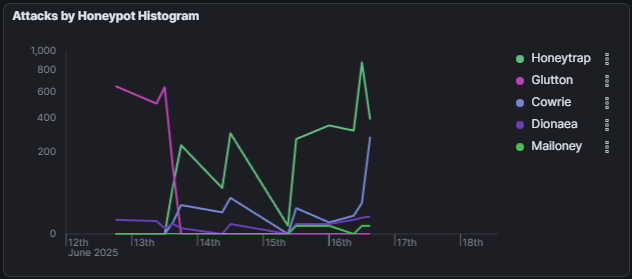 Attacks by Honeypot Histogram
1,000
800
600
400
200
0
12th
13th
14th
15th
16th
17th
18th
June 2025
Honeytrap
Glutton
Cowrie
Dionaea
Mailoney